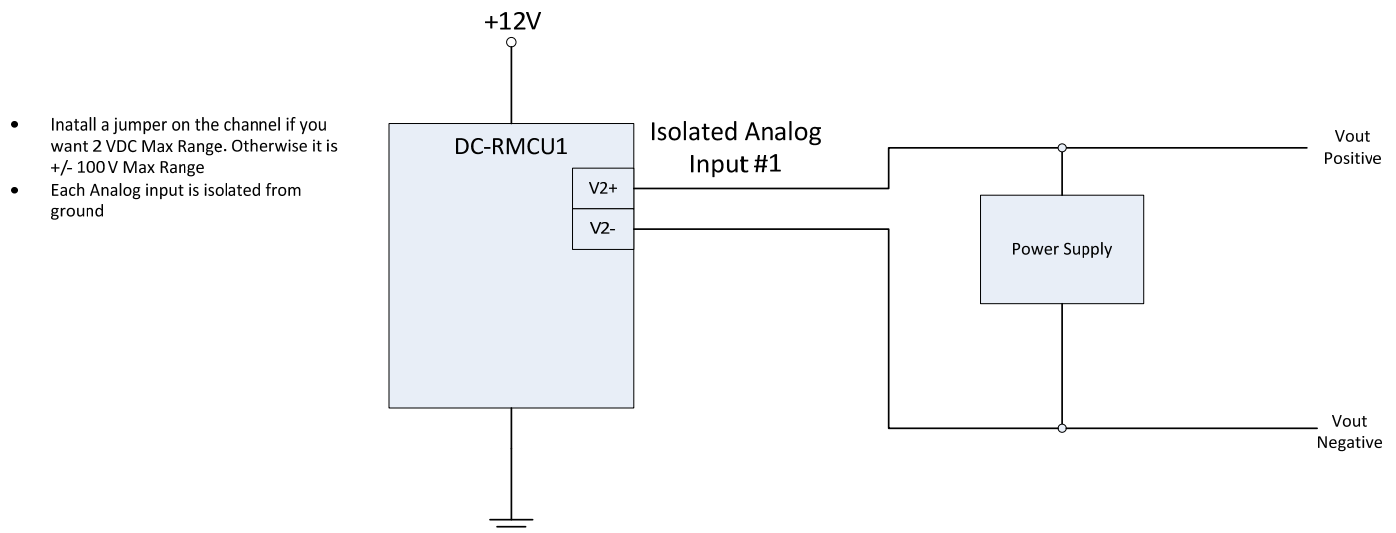 +12V
Inatall a jumper on the channel if you
want 2 VDC Max Range. Otherwise it is
+/- 100 V Max Range
Each Analog input is isolated from
ground
DC-RMCU1
V2+
V2-
Isolated Analog
Input #1
Power Supply
Vout
Positive
Vout
Negative